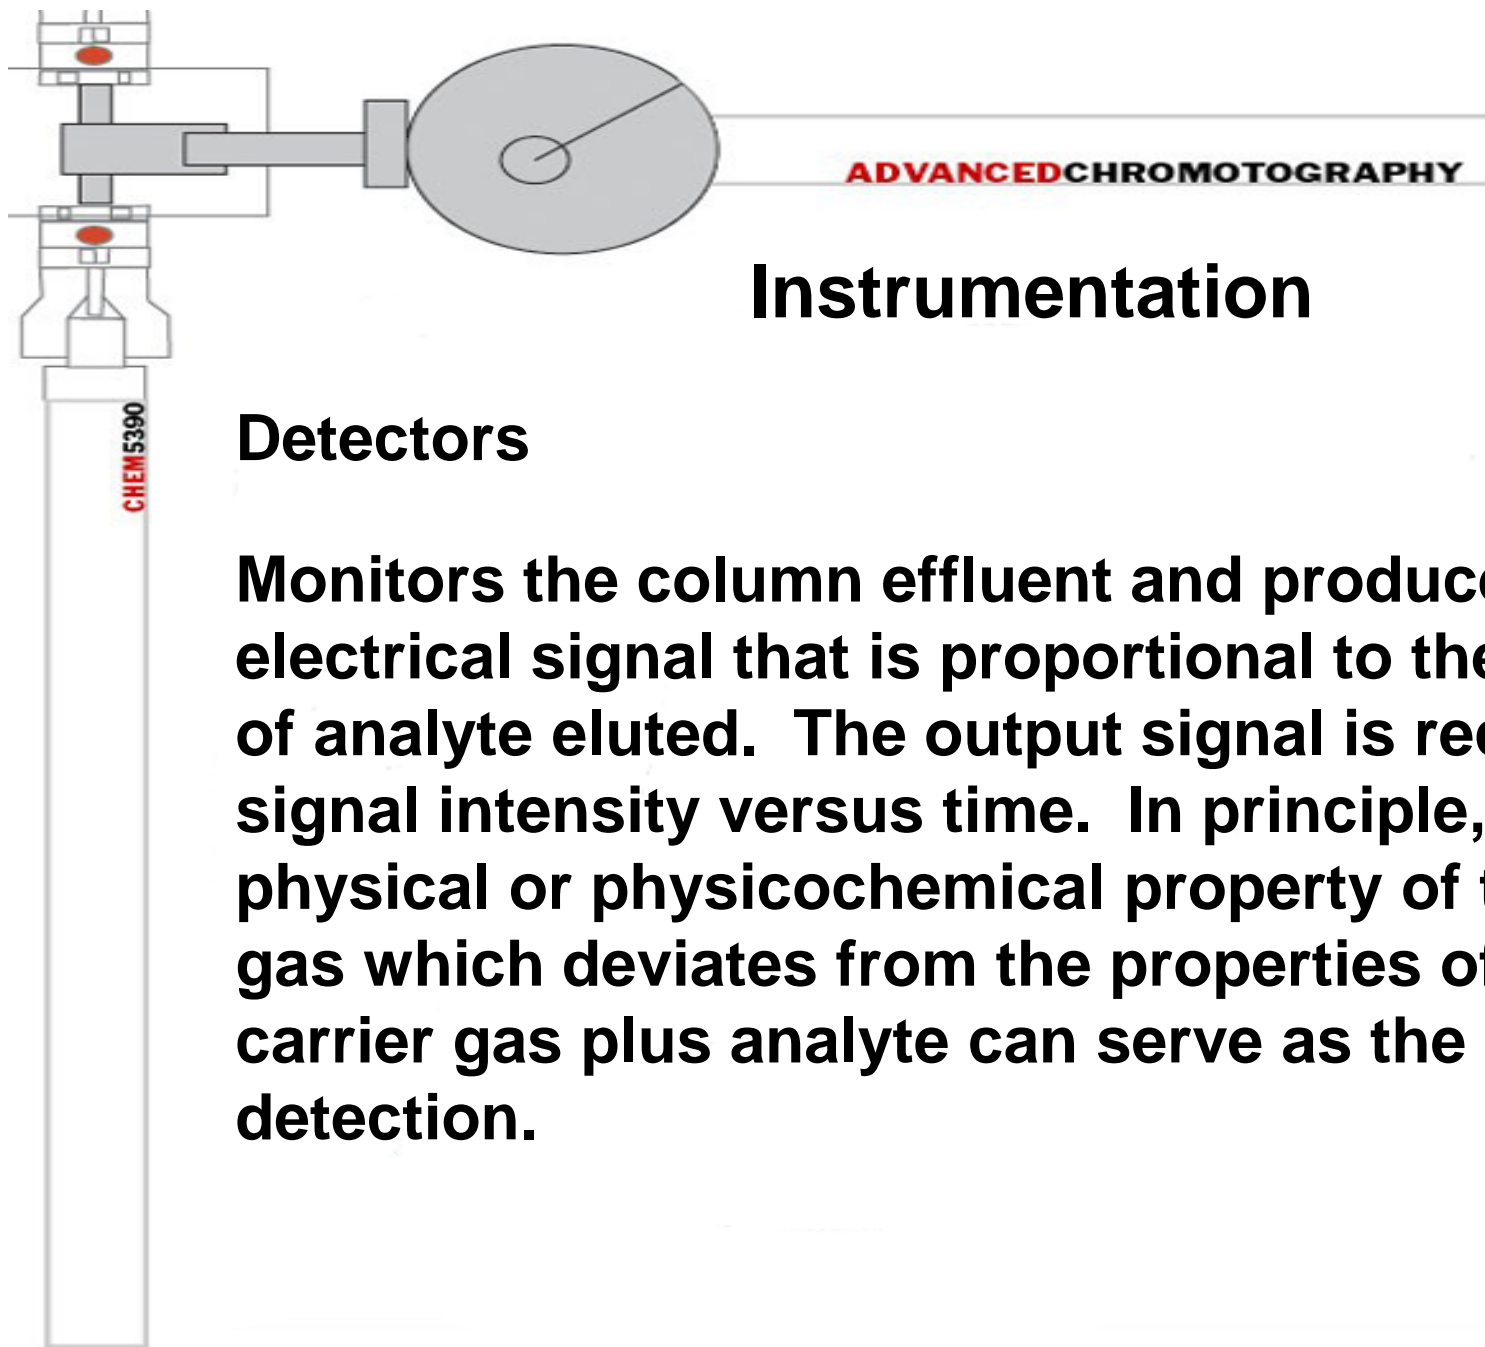 ADVANCEDCHROMOTOGRAPHY
Instrumentation
CHEM5390
Detectors
Monitors the column effluent and produc
electrical signal that is proportional to the
of analyte eluted. The output signal is re
signal intensity versus time. In principle,
physical or physicochemical property of
gas which deviates from the properties of
carrier gas plus analyte can serve as the
detection.